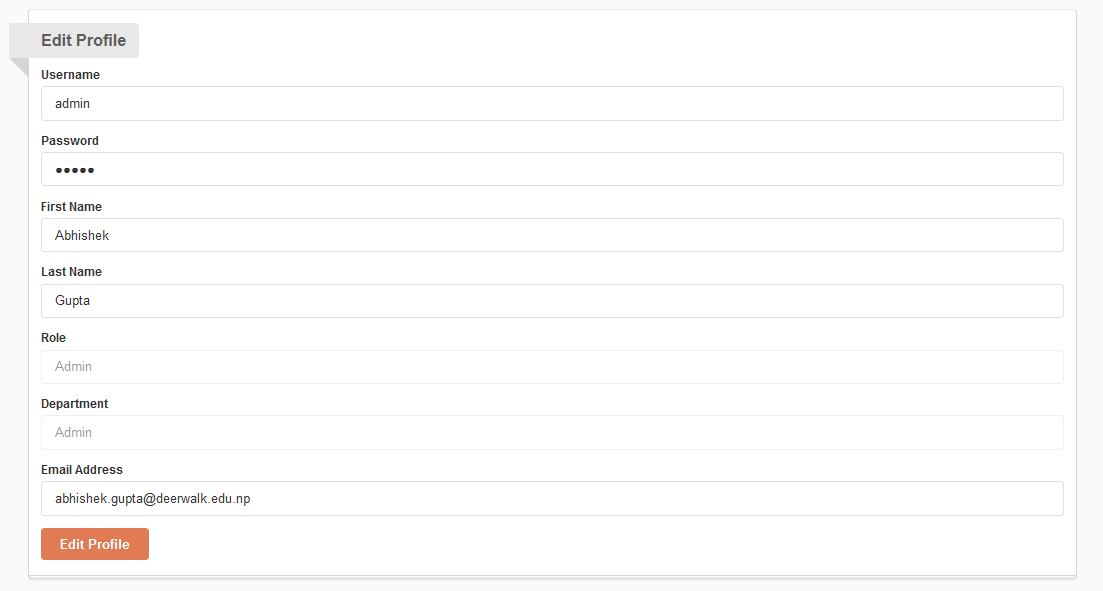 Edit Profile
Username
admin
Password
●●●●●
First Name
Abhishek
Last Name
Gupta
Role
Admin
Department
Admin
Email Address
abhishek.gupta@deerwalk.edu.np
Edit Profile